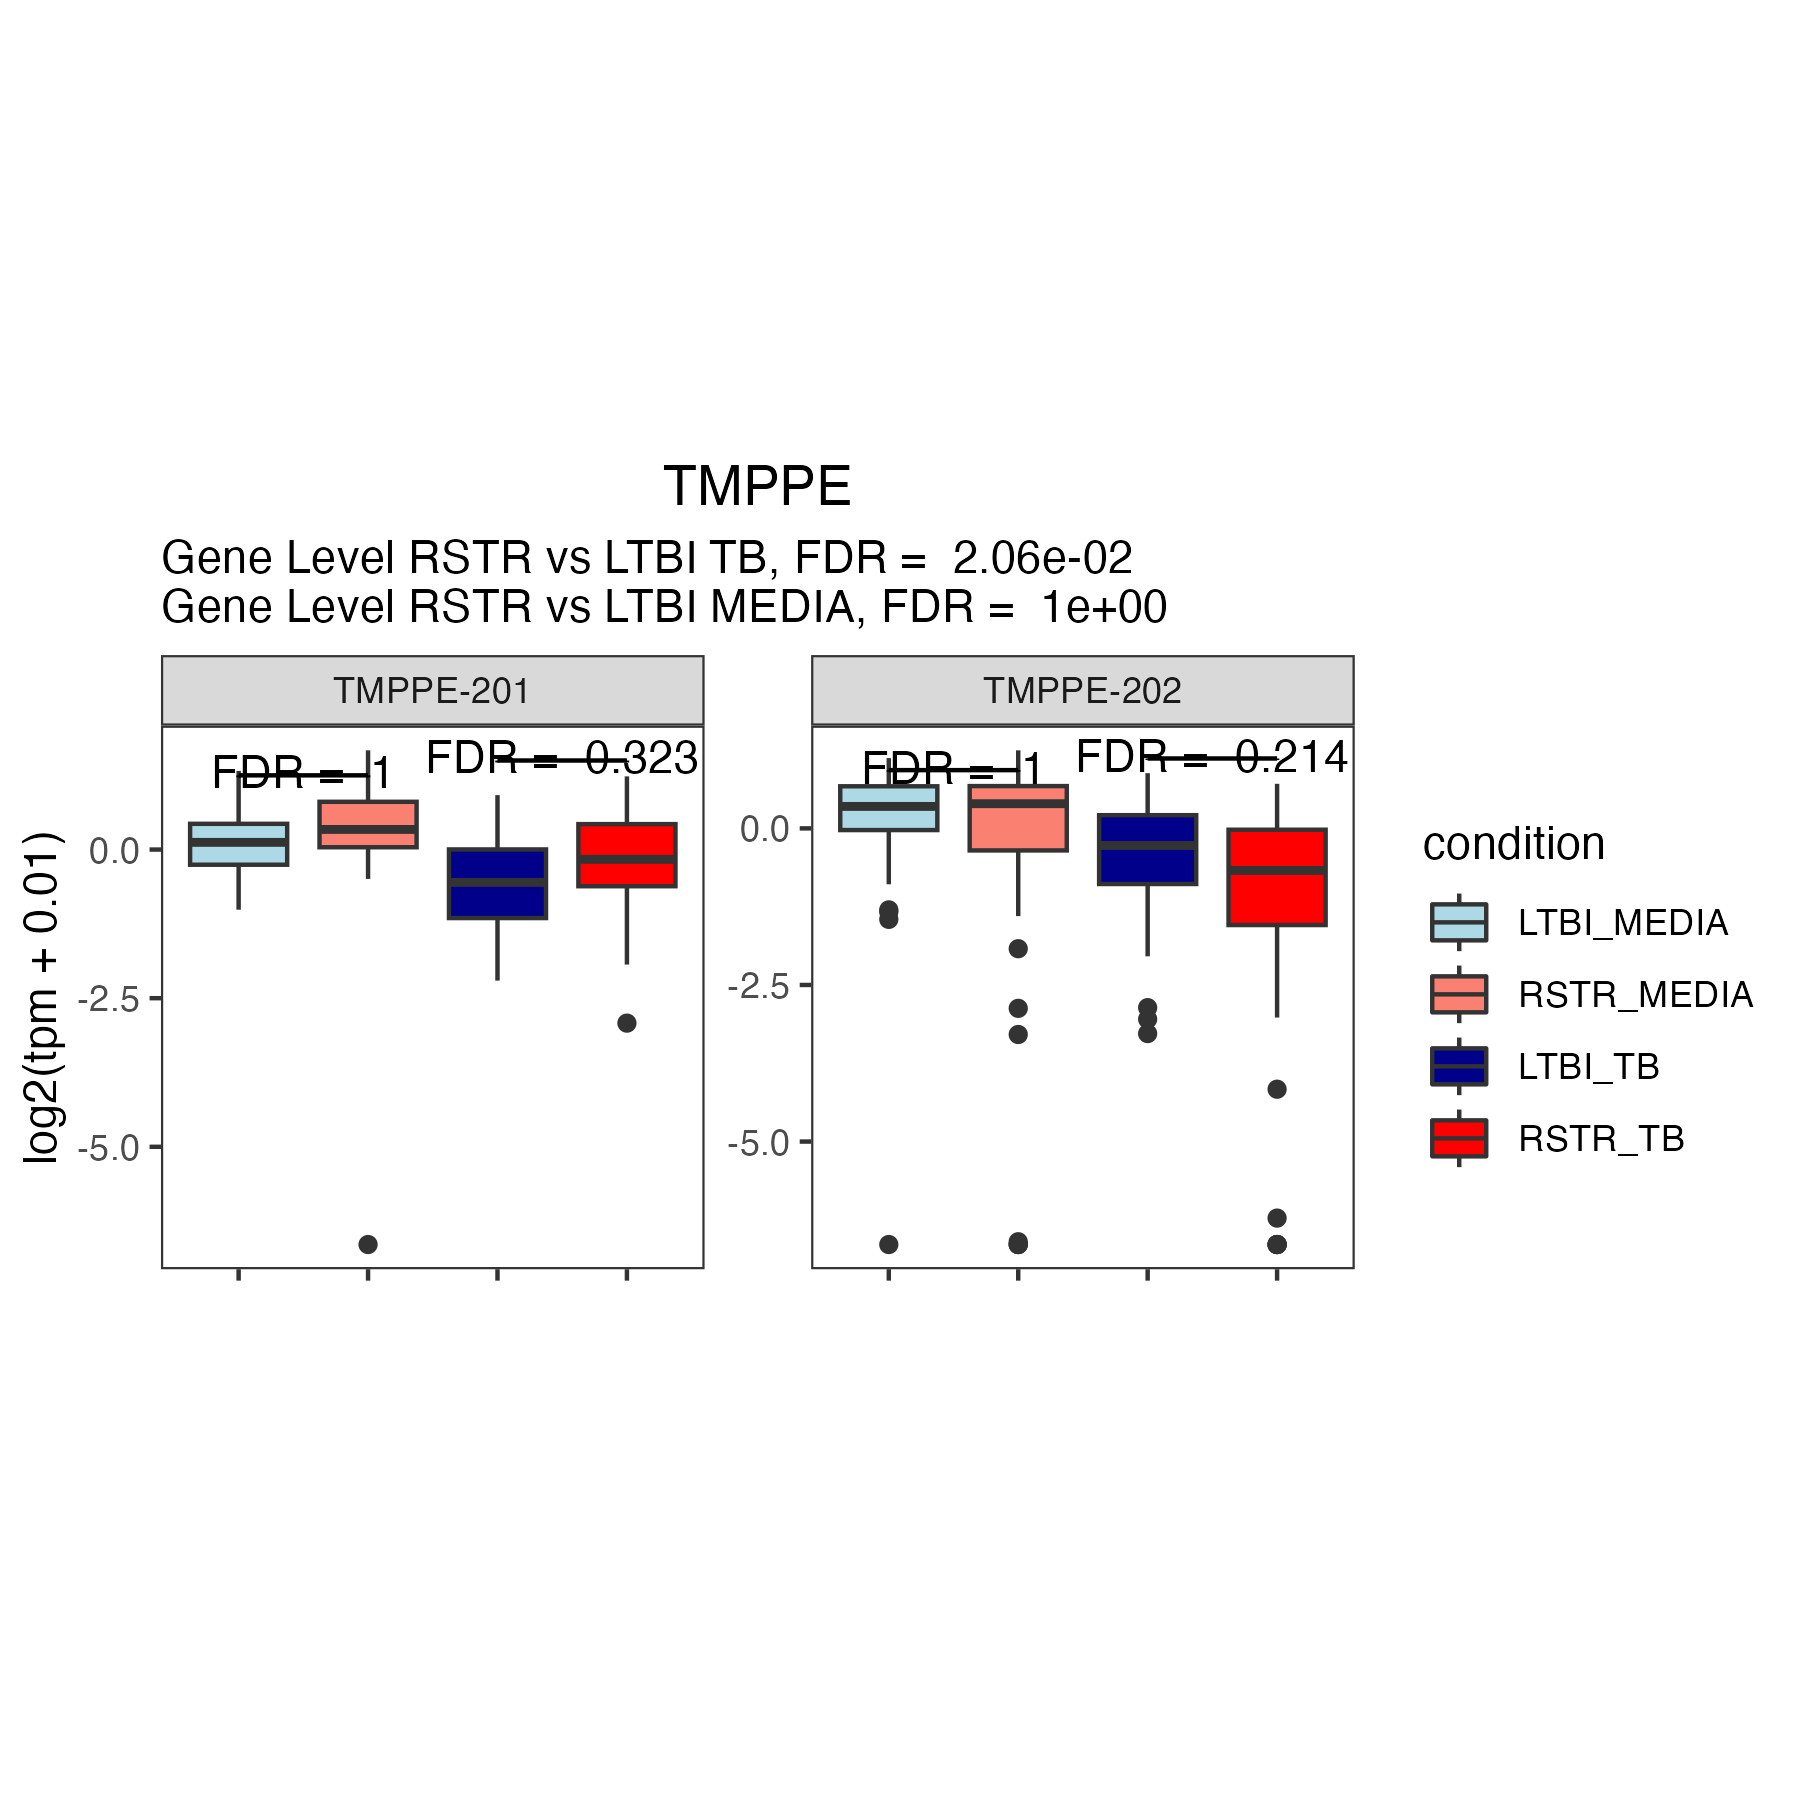 TMPPE
Gene Level RSTR vs LTBI TB, FDR =  2.06e-02
Gene Level RSTR vs LTBI MEDIA, FDR =  1e+00
TMPPE-201
TMPPE-202
FDR =  1
FDR =  0.323
FDR =  1
FDR =  0.214
log2(tpm + 0.01)
0.0
-2.5
-5.0
0.0
-2.5
-5.0
condition
LTBI_MEDIA
RSTR_MEDIA
LTBI_TB
RSTR_TB